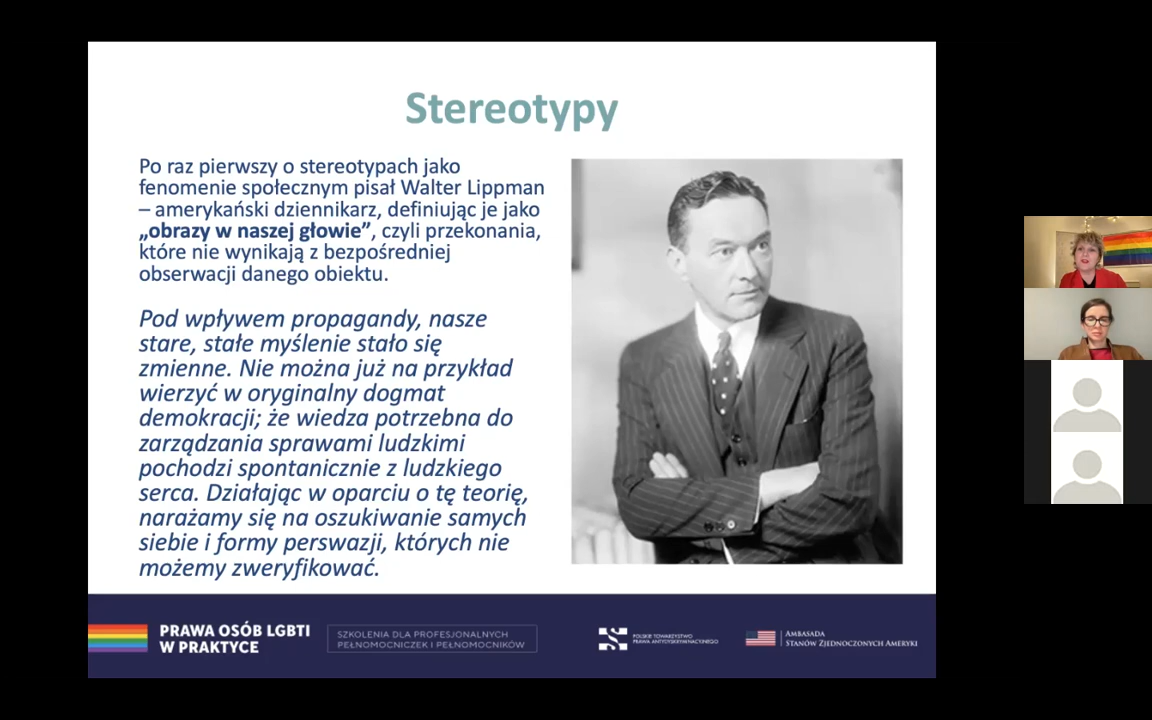 Stereotypy
Po raz pierwszy o stereotypach jako
fenomenie społecznym pisał Walter Lippman
– amerykański dziennikarz, definiując je jako
„obrazy w naszej głowie”, czyli przekonania,
które nie wynikają z bezpośredniej
obserwacji danego obiektu.
Pod wpływem propagandy, nasze
stare, stałe myślenie stało się
zmienne. Nie można już na przykład
wierzyć w oryginalny dogmat
demokracji; że wiedza potrzebna do
zarządzania sprawami ludzkimi
pochodzi spontanicznie z ludzkiego
serca. Działając w oparciu o tę teorię,
narażamy się na oszukiwanie samych
siebie i formy perswazji, których nie
możemy zweryfikować.
PRAWA OSÓB LGBTI
W PRAKTYCE
SZKOLENIA DLA PROFESJONALNYCH
PEŁNOMOCNICZEK I PEŁNOMOCNIKÓW
POLSKIE TOWARZYSTWO
PRAWA ANTYDYSKRYMINACYJNEGO
AMBASADA
STANÓW ZJEDNOCZONYCH AMERYKI